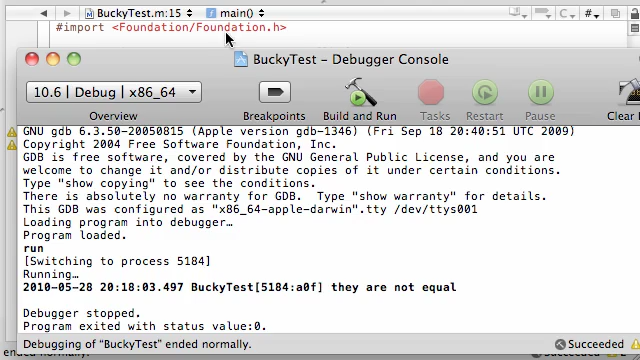 BuckyTest.m:15 main()
#import <Foundation/Foundation.h>
BuckyTest – Debugger Console
10.6 | Debug | x86_64
Overview Breakpoints Build and Run Tasks Restart Pause Clear
GNU gdb 6.3.50-20050815 (Apple version gdb-1346) (Fri Sep 18 20:40:51 UTC 2009)
Copyright 2004 Free Software Foundation, Inc.
GDB is free software, covered by the GNU General Public License, and you are
welcome to change it and/or distribute copies of it under certain conditions.
Type "show copying" to see the conditions.
There is absolutely no warranty for GDB.  Type "show warranty" for details.
This GDB was configured as "x86_64-apple-darwin".tty /dev/ttys001
Loading program into debugger…
Program loaded.
run
[Switching to process 5184]
Running…
2010-05-28 20:18:03.497 BuckyTest[5184:a0f] they are not equal
Debugger stopped.
Program exited with status value:0.
Debugging of "BuckyTest" ended normally. Succeeded
ended normally. Succeeded